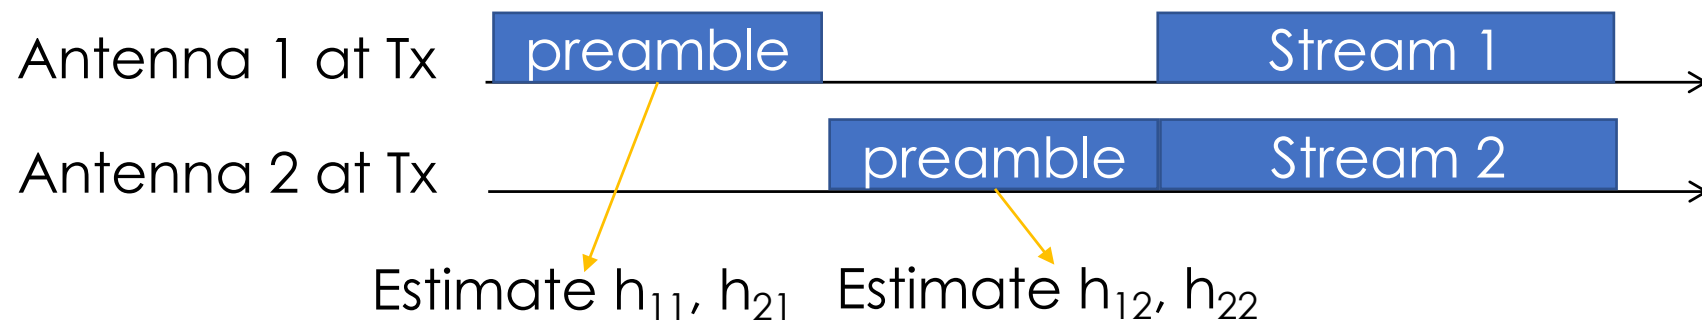 Antenna 1 at Tx preamble Stream 1
Antenna 2 at Tx preamble Stream 2
Estimate h₁₁, h₂₁ Estimate h₁₂, h₂₂